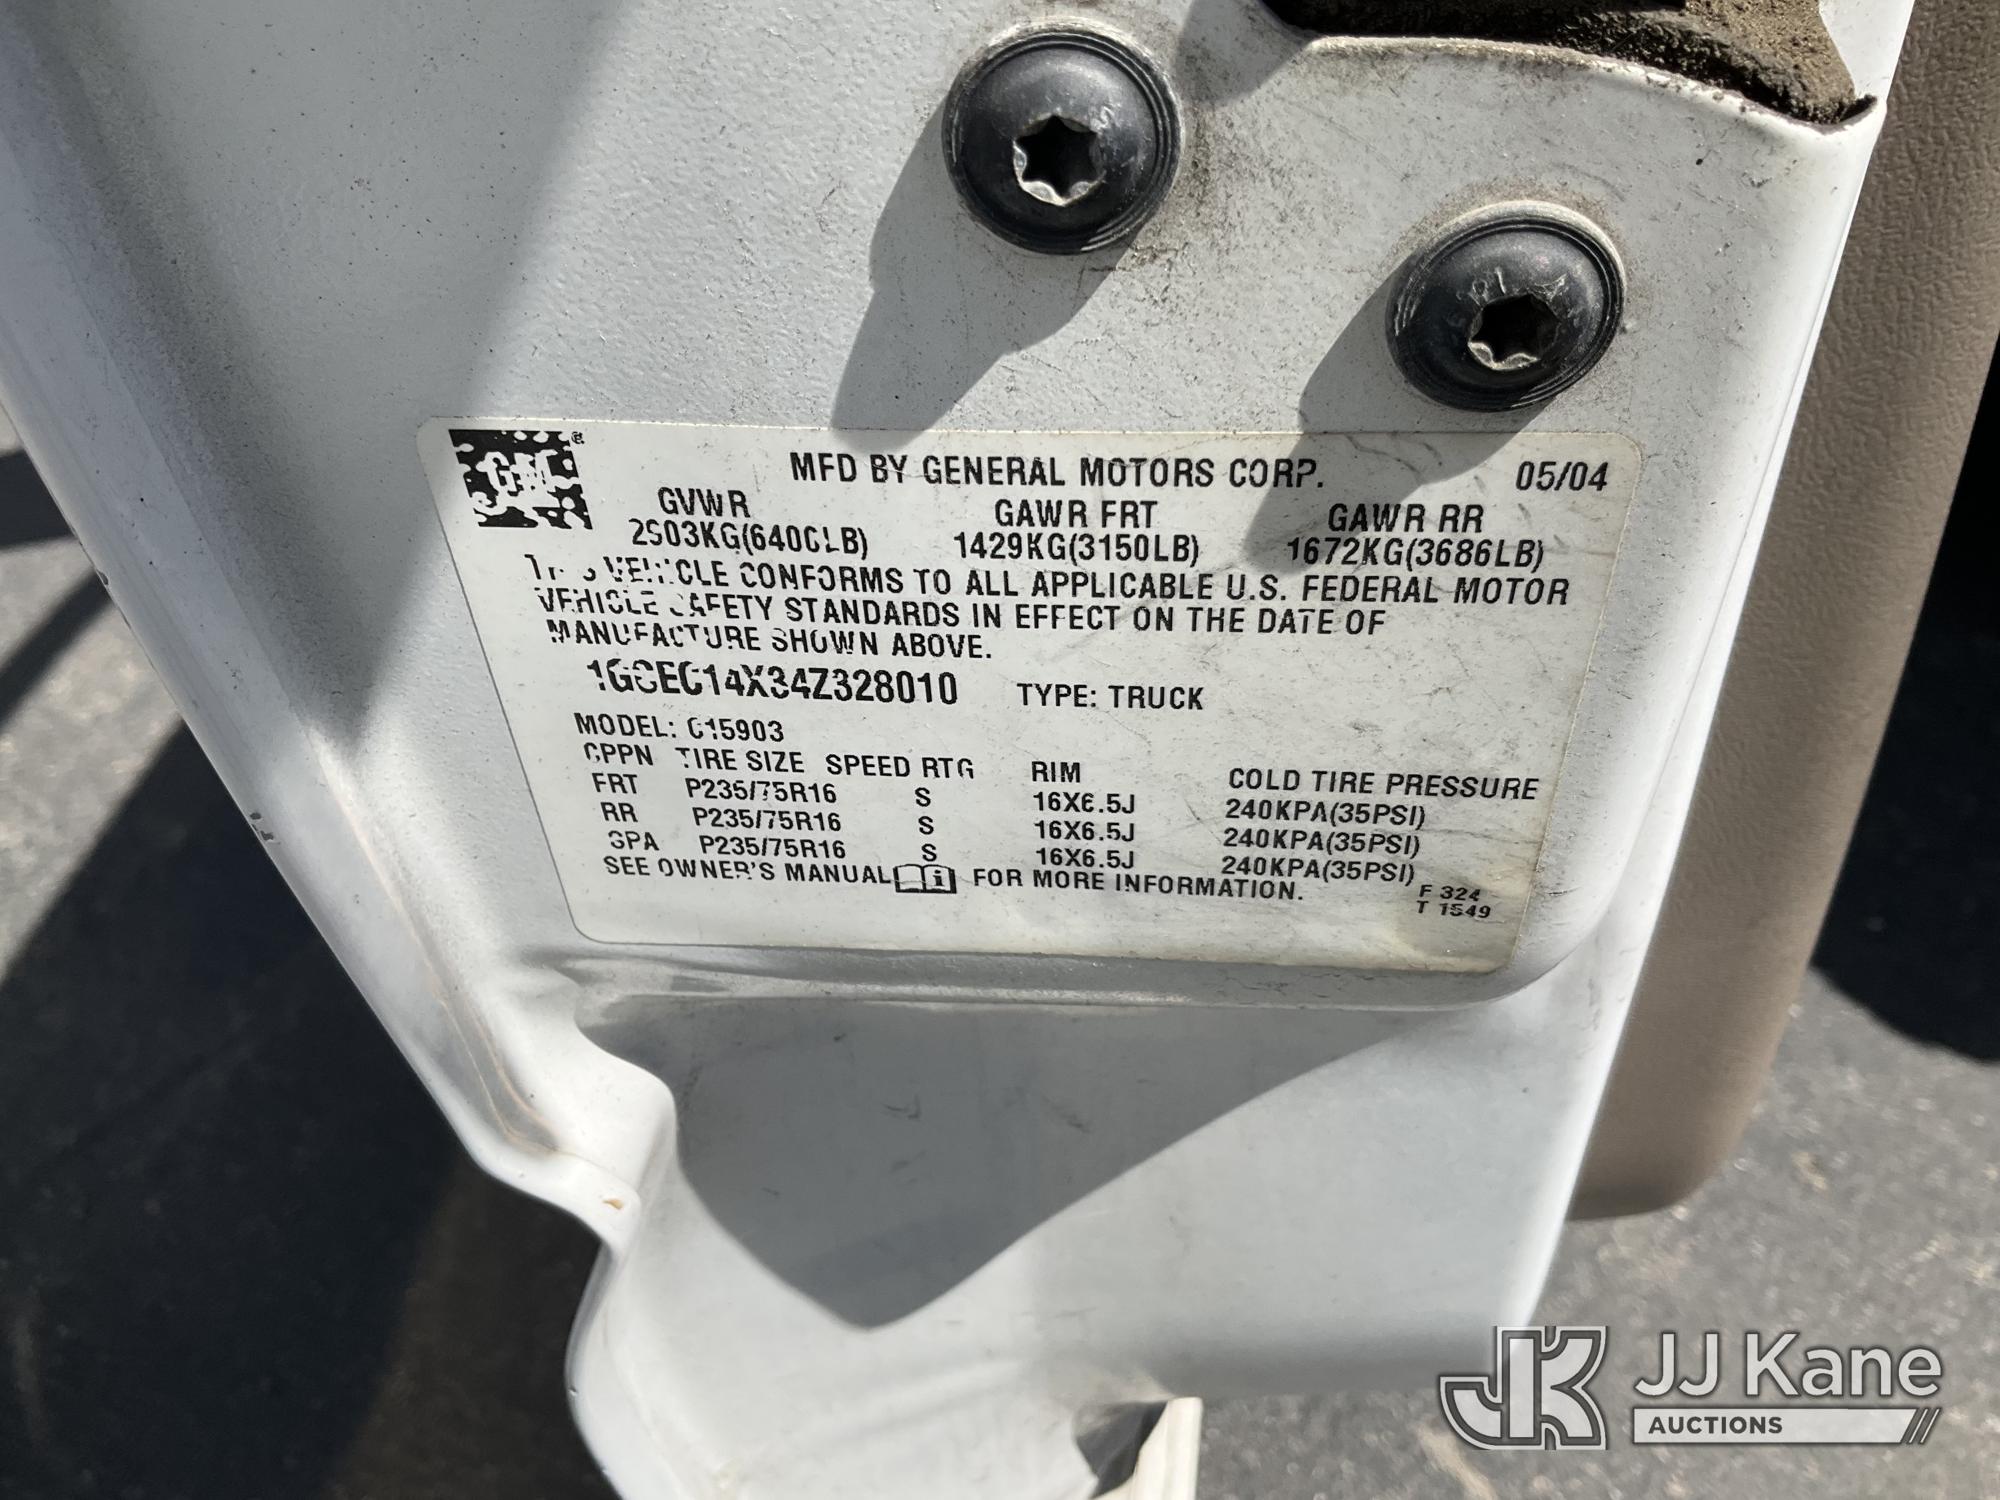 GM®
MFD BY GENERAL MOTORS CORP. 05/04
GVWR GAWR FRT GAWR RR
2903KG(6400LB) 1429KG(3150LB) 1672KG(3686LB)
THIS VEHICLE CONFORMS TO ALL APPLICABLE U.S. FEDERAL MOTOR
VEHICLE SAFETY STANDARDS IN EFFECT ON THE DATE OF
MANUFACTURE SHOWN ABOVE.
1GCEC14X34Z328010 TYPE: TRUCK
MODEL: C15903
CPPN TIRE SIZE SPEED RTG RIM COLD TIRE PRESSURE
FRT P235/75R16 S 16X6.5J 240KPA(35PSI)
RR P235/75R16 S 16X6.5J 240KPA(35PSI)
SPA P235/75R16 S 16X6.5J 240KPA(35PSI)
SEE OWNER'S MANUAL i FOR MORE INFORMATION.
F 324
T 1549
JK JJ Kane
AUCTIONS